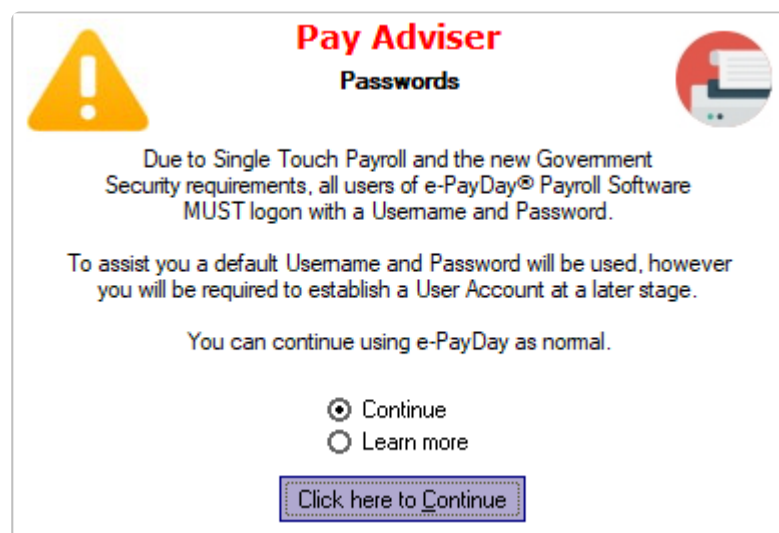 Pay Adviser
Passwords
Due to Single Touch Payroll and the new Government
Security requirements, all users of e-PayDay® Payroll Software
MUST logon with a Username and Password.
To assist you a default Username and Password will be used, however
you will be required to establish a User Account at a later stage.
You can continue using e-PayDay as normal.
Continue
Learn more
Click here to Continue